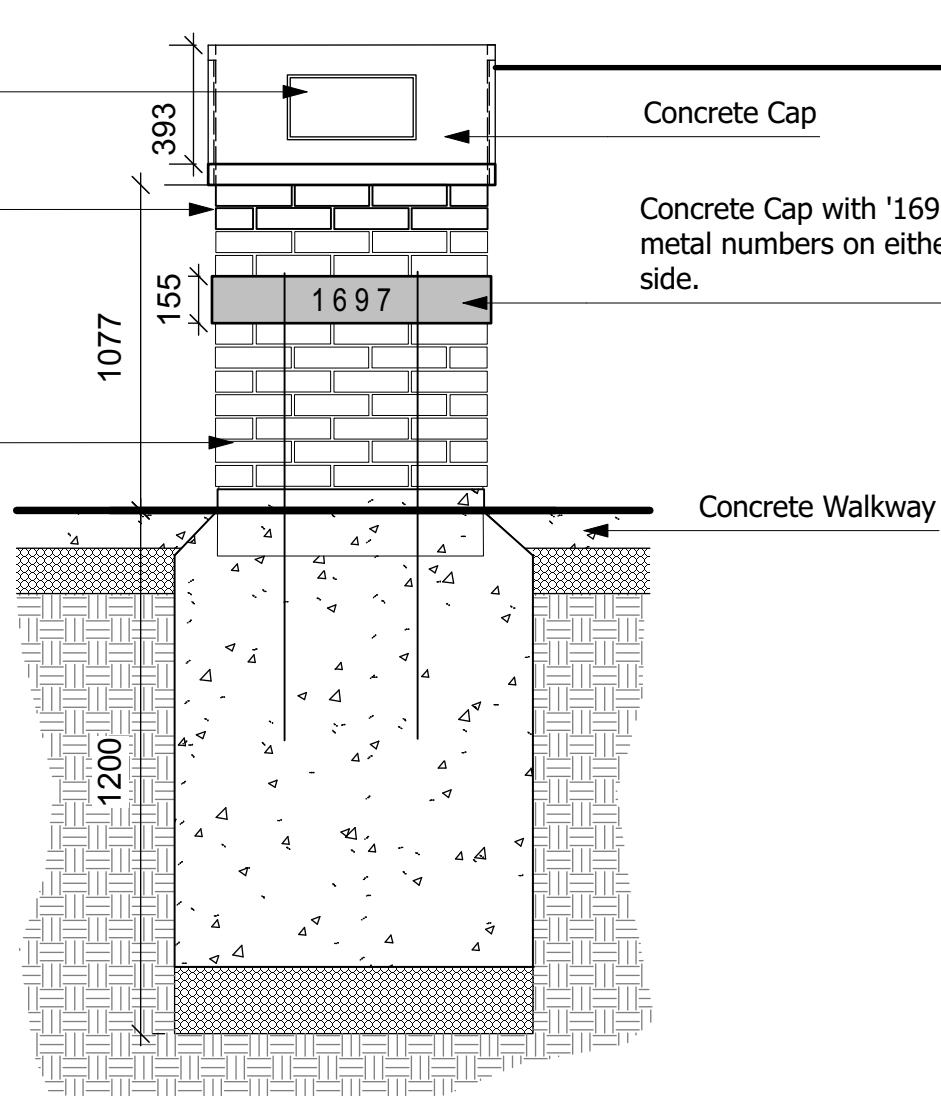 393
Concrete Cap
Concrete Cap with '169
metal numbers on eithe
side.
155
1697
1077
Concrete Walkway
1200